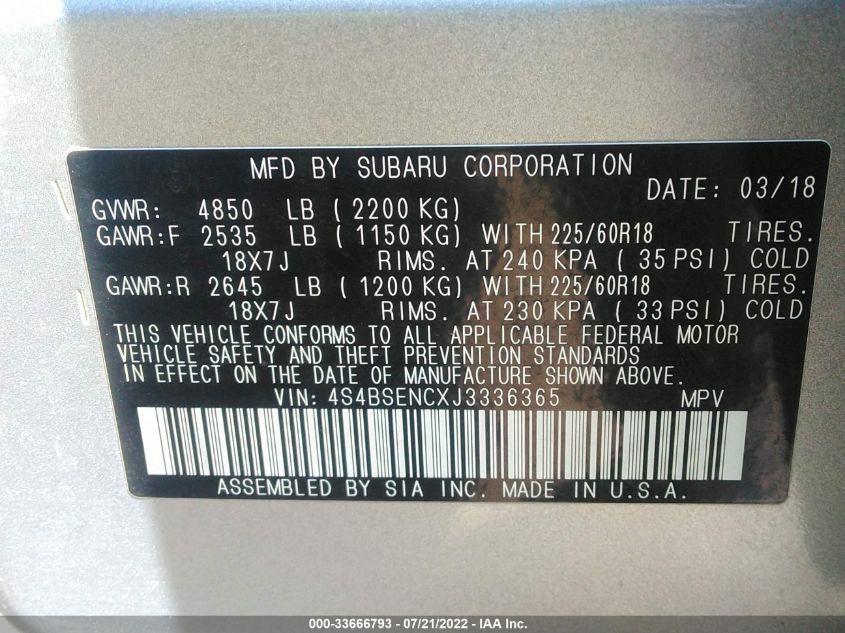 MFD BY SUBARU CORPORATION
DATE: 03/18
GVWR: 4850 LB ( 2200 KG)
GAWR:F 2535 LB ( 1150 KG) WITH 225/60R18 TIRES.
18X7J RIMS. AT 240 KPA ( 35 PSI) COLD
GAWR:R 2645 LB ( 1200 KG) WITH 225/60R18 TIRES.
18X7J RIMS. AT 230 KPA ( 33 PSI) COLD
THIS VEHICLE CONFORMS TO ALL APPLICABLE FEDERAL MOTOR
VEHICLE SAFETY AND THEFT PREVENTION STANDARDS
IN EFFECT ON THE DATE OF MANUFACTURE SHOWN ABOVE.
VIN: 4S4BSENCXJ3336365 MPV
ASSEMBLED BY SIA INC. MADE IN U.S.A.
000-33666793 - 07/21/2022 - IAA Inc.